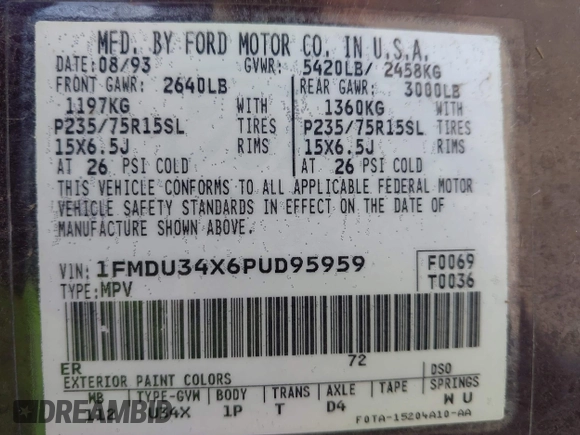 MFD. BY FORD MOTOR CO. IN U.S.A.
DATE: 08/93 GVWR: 5420LB/ 2458KG
FRONT GAWR: 2640LB REAR GAWR: 3000LB
1197KG WITH 1360KG WITH
P235/75R15SL TIRES P235/75R15SL TIRES
15X6.5J RIMS 15X6.5J RIMS
AT 26 PSI COLD AT 26 PSI COLD
THIS VEHICLE CONFORMS TO ALL APPLICABLE FEDERAL MOTOR
VEHICLE SAFETY STANDARDS IN EFFECT ON THE DATE OF
MANUFACTURE SHOWN ABOVE.
VIN: 1FMDU34X6PUD95959 F0069
TYPE: MPV T0036
ER 72 DSO
EXTERIOR PAINT COLORS SPRINGS
WB TYPE-GVW BODY TRANS AXLE TAPE W U
112 U34X 1P T D4
F0TA-15204A10-AA
DREAMBID